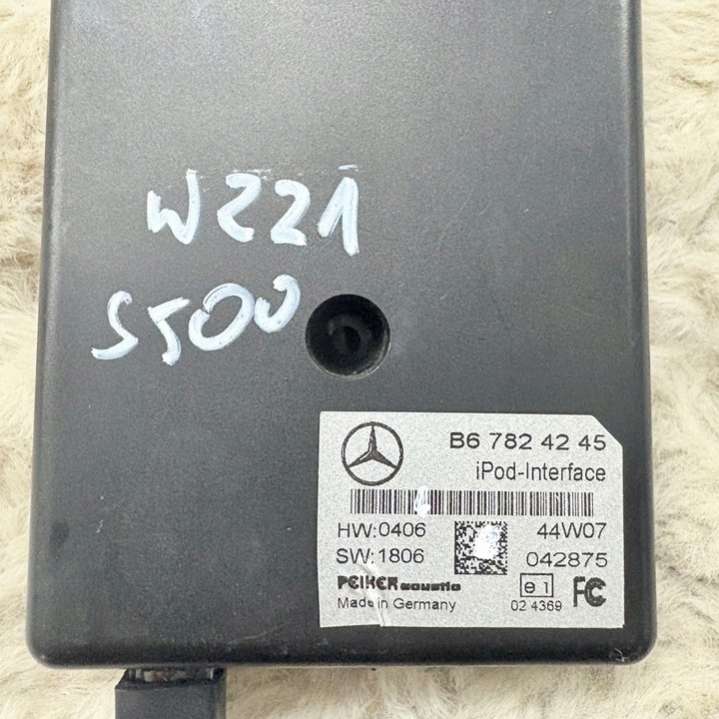 W221
S500
B6 782 42 45
iPod-Interface
HW:0406
44W07
SW:1806
042875
PEIKER acustic
e1
FC
Made in Germany
02 4369